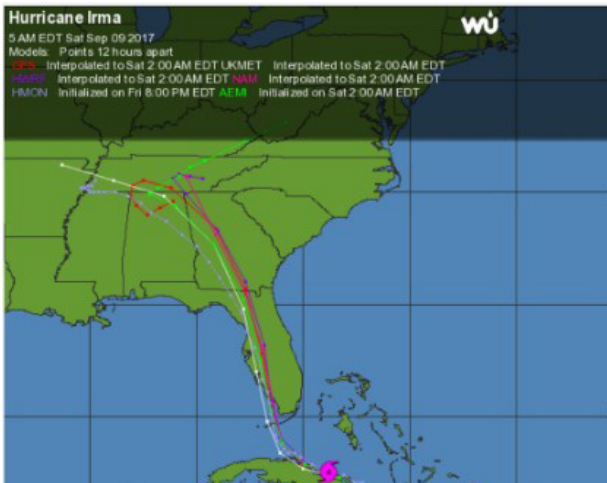 Hurricane Irma
WU
5 AM EDT Sat Sep 09 2017
Models: Points 12 hours apart
GFS Interpolated to Sat 2:00 AM EDT UKMET Interpolated to Sat 2:00 AM EDT
HWRF Interpolated to Sat 2:00 AM EDT NAM Interpolated to Sat 2:00 AM EDT
HMON Initialized on Fri 8:00 PM EDT AEMI Initialized on Sat 2:00 AM EDT